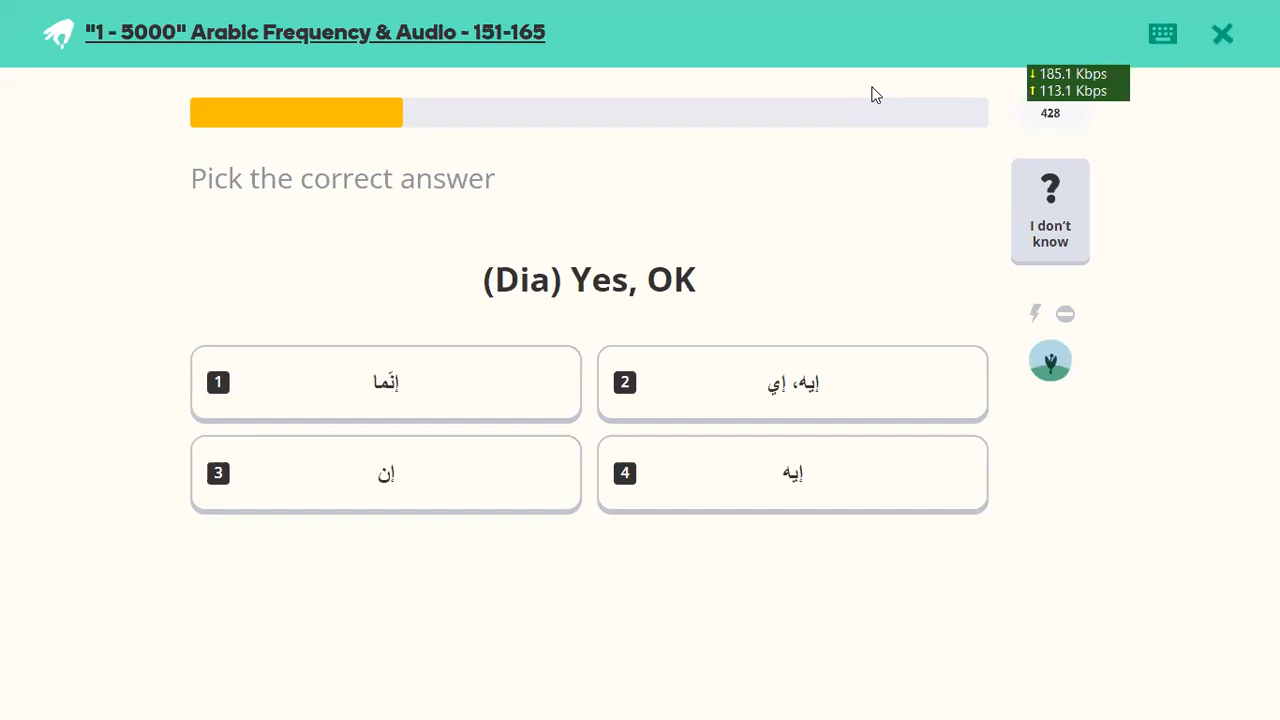 "1 - 5000" Arabic Frequency & Audio - 151-165
↓ 185.1 Kbps
↑ 113.1 Kbps
428
Pick the correct answer
?
I don't
know
(Dia) Yes, OK
1 إنّما
2 إيه، إي
3 إن
4 إيه